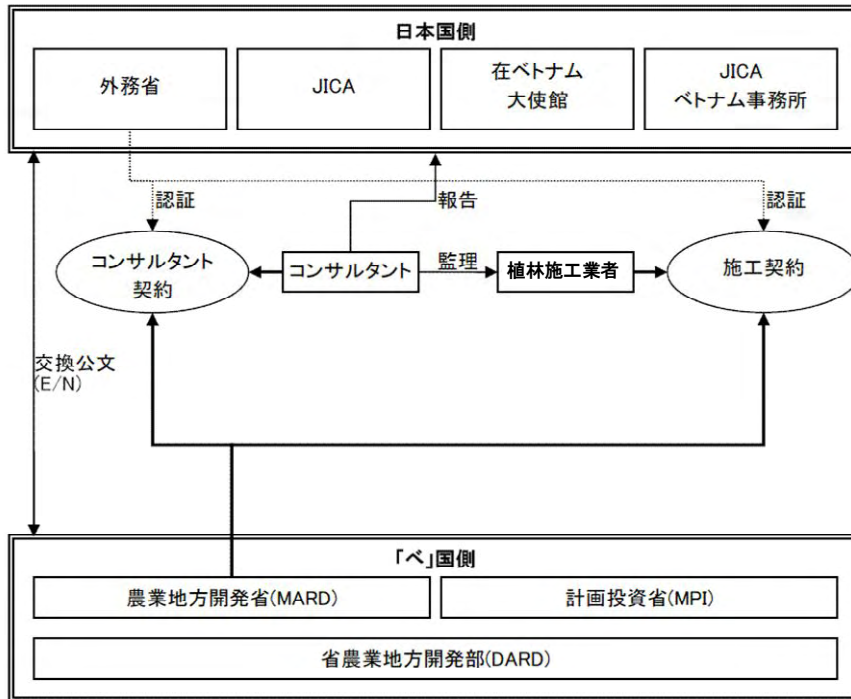 日本国側
外務省
JICA
在ベトナム
大使館
JICA
ベトナム事務所
認証
報告
認証
コンサルタント
契約
コンサルタント
監理
植林施工業者
施工契約
交換公文
(E/N)
「ベ」国側
農業地方開発省(MARD)
計画投資省(MPI)
省農業地方開発部(DARD)